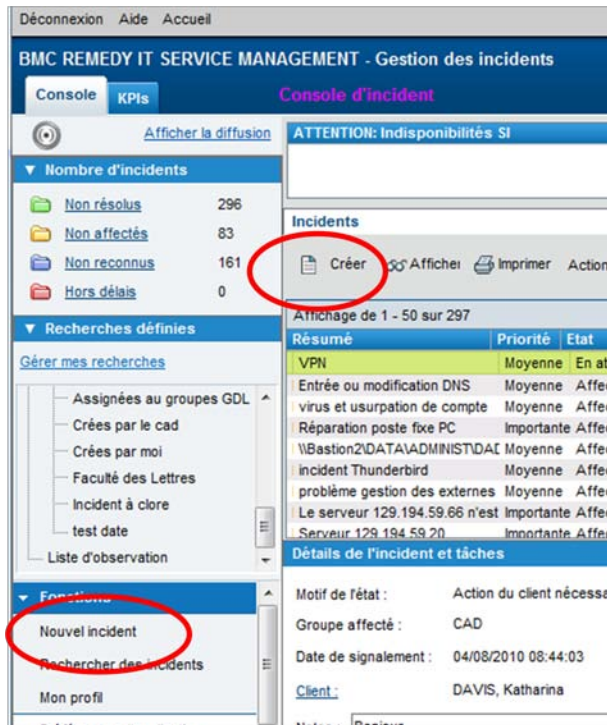 Déconnexion Aide Accueil
BMC REMEDY IT SERVICE MANAGEMENT - Gestion des incidents
Console KPIs Console d'incident
Afficher la diffusion
▼ Nombre d'incidents
Non résolus 296
Non affectés 83
Non reconnus 161
Hors délais 0
▼ Recherches définies
Gérer mes recherches
Assignées au groupes GDL
Crées par le cad
Crées par moi
Faculté des Lettres
Incident à clore
test date
Liste d'observation
Fonctions
Nouvel incident
Rechercher des incidents
Mon profil
ATTENTION: Indisponibilités SI
Incidents
Créer Afficher Imprimer Action
Affichage de 1 - 50 sur 297
Résumé Priorité Etat
VPN Moyenne En at
Entrée ou modification DNS Moyenne Affe
virus et usurpation de compte Moyenne Affe
Réparation poste fixe PC Importante Affe
\\Bastion2\DATA\ADMINIST\DAD Moyenne Affe
incident Thunderbird Moyenne Affe
problème gestion des externes Moyenne Affe
Le serveur 129.194.59.66 n'est Importante Affe
Serveur 129.194.59.20 Importante Affe
Détails de l'incident et tâches
Motif de l'état : Action du client nécessa
Groupe affecté : CAD
Date de signalement : 04/08/2010 08:44:03
Client : DAVIS, Katharina